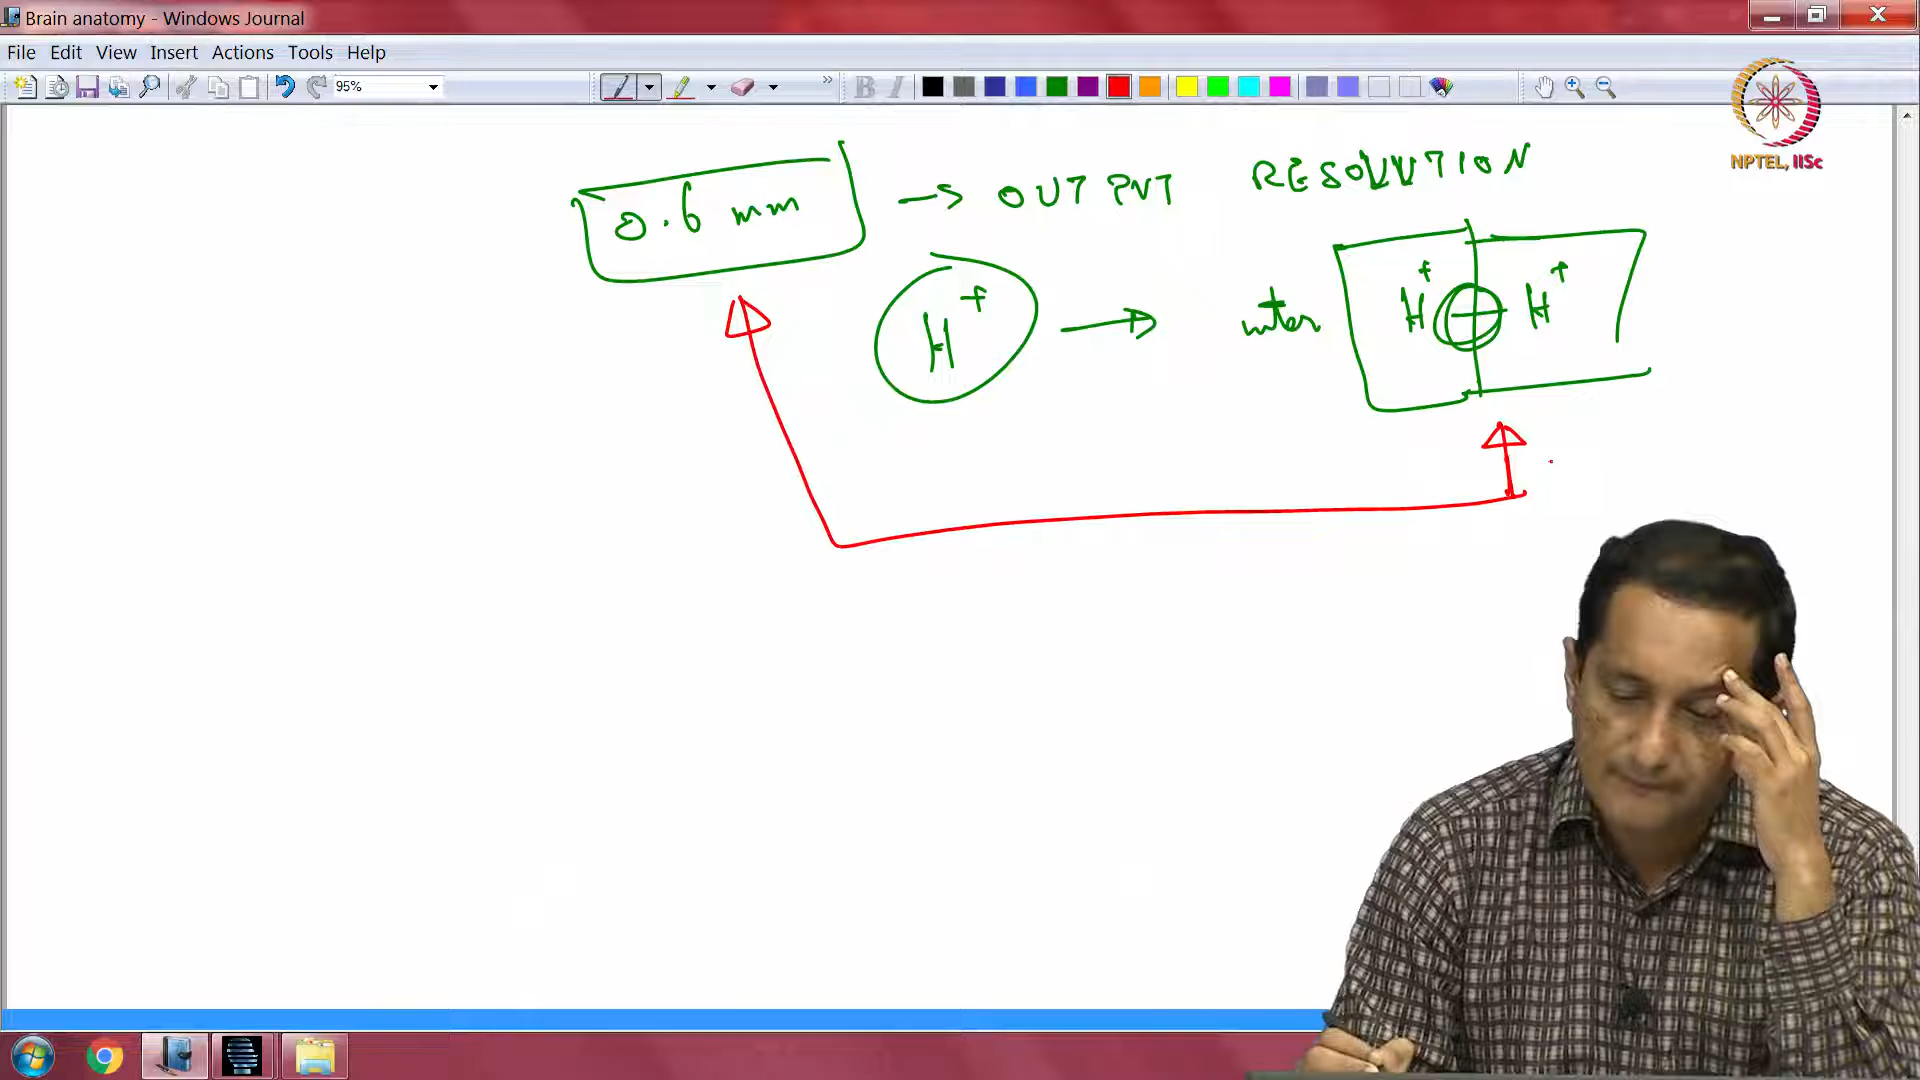 Brain anatomy - Windows Journal
File Edit View Insert Actions Tools Help
95%
B I
NPTEL, IISc
0.6 mm → OUTPUT RESOLUTION
H+ → inter H+ H+